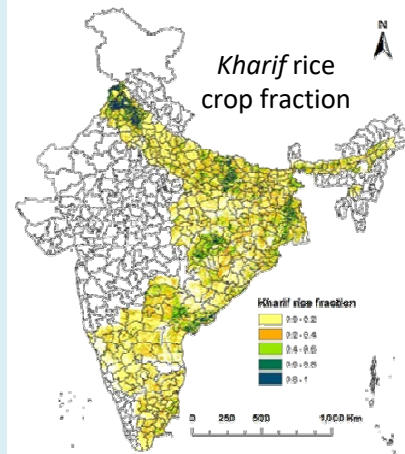 N
Kharif rice
crop fraction
Kharif rice fraction
0.0 - 0.2
0.2 - 0.4
0.4 - 0.6
0.6 - 0.8
0.8 - 1
0 250 500 1,000 Km